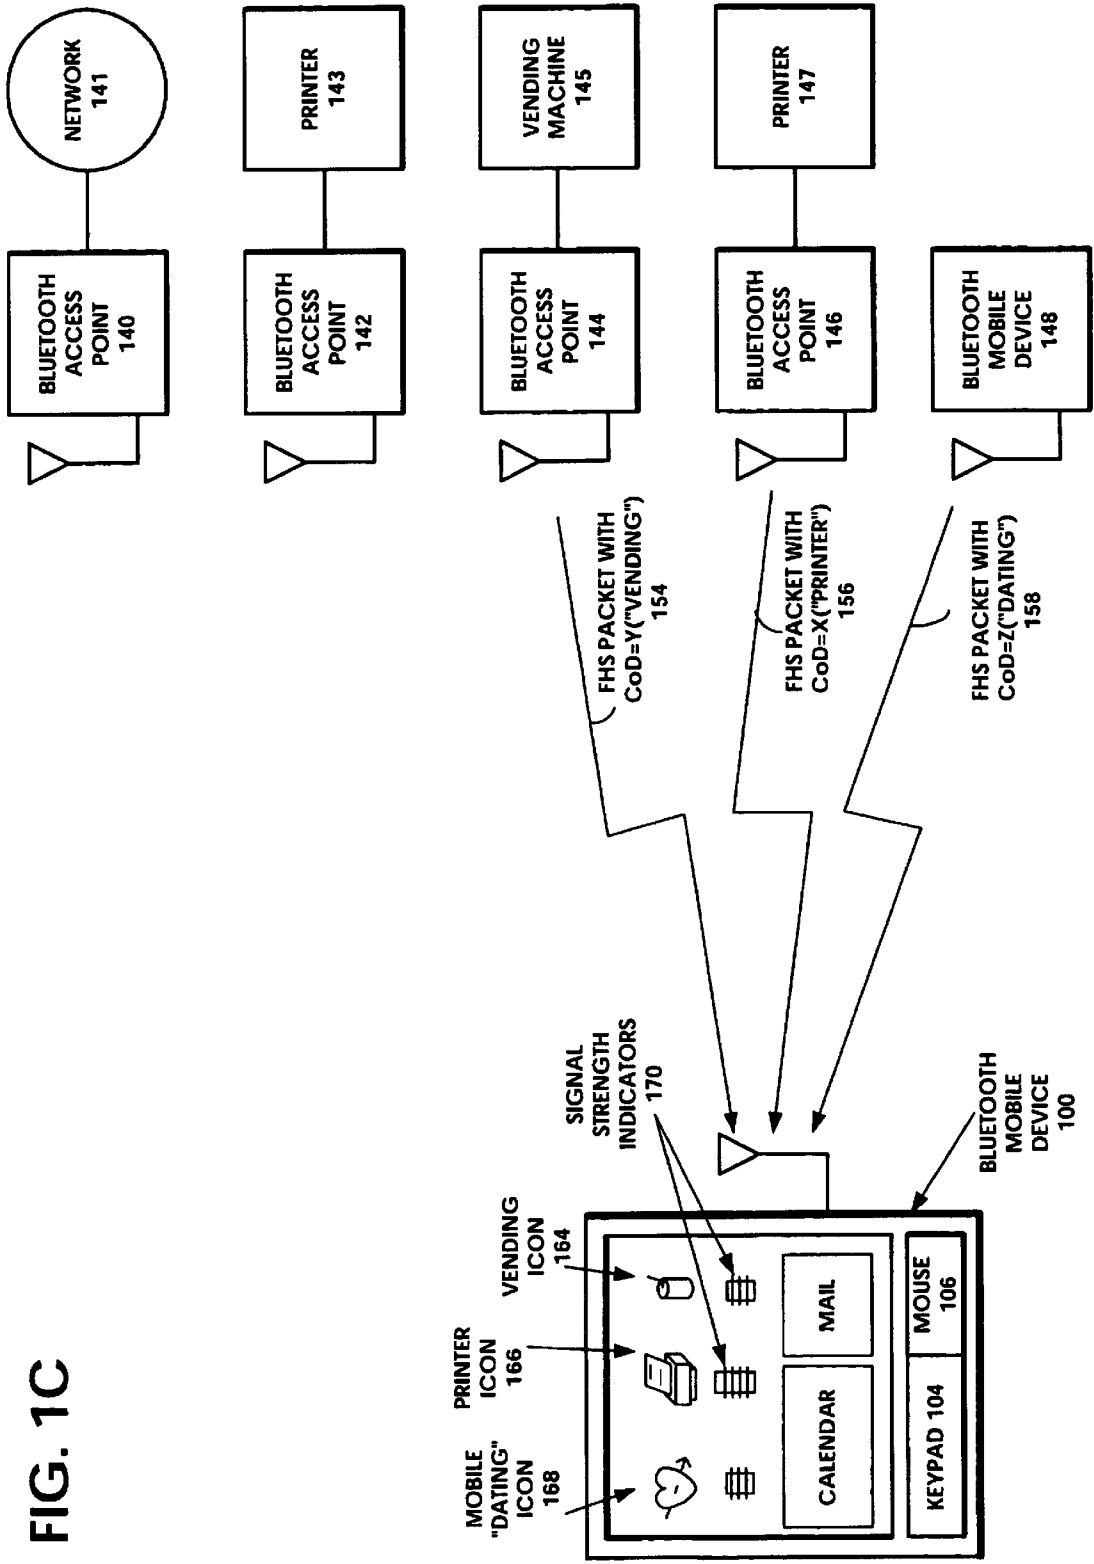 FIG. 1C
NETWORK
141
PRINTER
143
VENDING
MACHINE
145
PRINTER
147
BLUETOOTH
ACCESS
POINT
140
BLUETOOTH
ACCESS
POINT
142
BLUETOOTH
ACCESS
POINT
144
BLUETOOTH
ACCESS
POINT
146
BLUETOOTH
MOBILE
DEVICE
148
FHS PACKET WITH
CoD=Y("VENDING")
154
FHS PACKET WITH
CoD=X("PRINTER")
156
FHS PACKET WITH
CoD=Z("DATING")
158
SIGNAL
STRENGTH
INDICATORS
170
BLUETOOTH
MOBILE
DEVICE
100
MOBILE
"DATING"
ICON
168
PRINTER
ICON
166
VENDING
ICON
164
CALENDAR
MAIL
KEYPAD 104
MOUSE
106